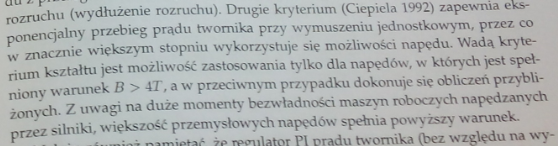 rozruchu (wydłużenie rozruchu). Drugie kryterium (Ciepiela 1992) zapewnia eks-
ponencjalny przebieg prądu twornika przy wymuszeniu jednostkowym, przez co
w znacznie większym stopniu wykorzystuje się możliwości napędu. Wadą kryte-
rium kształtu jest możliwość zastosowania tylko dla napędów, w których jest speł-
niony warunek B > 4T, a w przeciwnym przypadku dokonuje się obliczeń przybli-
żonych. Z uwagi na duże momenty bezwładności maszyn roboczych napędzanych
przez silniki, większość przemysłowych napędów spełnia powyższy warunek.
pamiętać, że regulator PI prądu twornika (bez względu na wy-